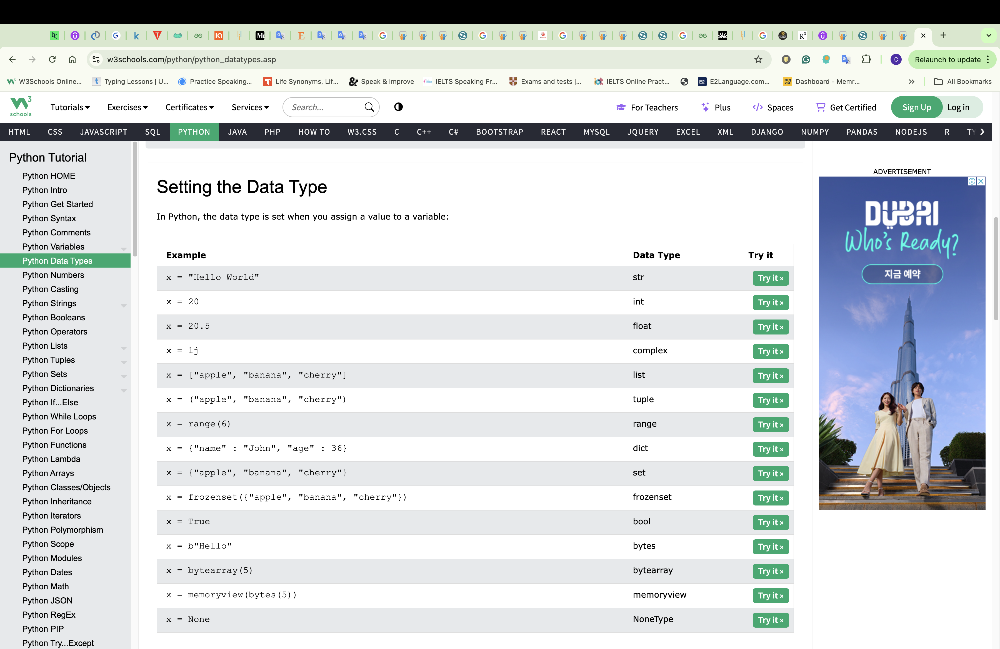 w3schools.com/python/python_datatypes.asp
Relaunch to update
W3Schools Online...
Typing Lessons | U...
Practice Speaking...
Life Synonyms, Lif...
Speak & Improve
IELTS Speaking Fr...
Exams and tests |...
IELTS Online Pract...
E2Language.com...
Dashboard - Memr...
All Bookmarks
W3 schools
Tutorials
Exercises
Certificates
Services
Search...
For Teachers
Plus
Spaces
Get Certified
Sign Up
Log in
HTML CSS JAVASCRIPT SQL PYTHON JAVA PHP HOW TO W3.CSS C C++ C# BOOTSTRAP REACT MYSQL JQUERY EXCEL XML DJANGO NUMPY PANDAS NODEJS R TY
Python Tutorial
Python HOME
Python Intro
Python Get Started
Python Syntax
Python Comments
Python Variables
Python Data Types
Python Numbers
Python Casting
Python Strings
Python Booleans
Python Operators
Python Lists
Python Tuples
Python Sets
Python Dictionaries
Python If...Else
Python While Loops
Python For Loops
Python Functions
Python Lambda
Python Arrays
Python Classes/Objects
Python Inheritance
Python Iterators
Python Polymorphism
Python Scope
Python Modules
Python Dates
Python Math
Python JSON
Python RegEx
Python PIP
Python Try...Except
Setting the Data Type
In Python, the data type is set when you assign a value to a variable:
Example Data Type Try it
x = "Hello World" str Try it »
x = 20 int Try it »
x = 20.5 float Try it »
x = 1j complex Try it »
x = ["apple", "banana", "cherry"] list Try it »
x = ("apple", "banana", "cherry") tuple Try it »
x = range(6) range Try it »
x = {"name" : "John", "age" : 36} dict Try it »
x = {"apple", "banana", "cherry"} set Try it »
x = frozenset({"apple", "banana", "cherry"}) frozenset Try it »
x = True bool Try it »
x = b"Hello" bytes Try it »
x = bytearray(5) bytearray Try it »
x = memoryview(bytes(5)) memoryview Try it »
x = None NoneType Try it »
ADVERTISEMENT
DUBAI
Who's Ready?
지금 예약